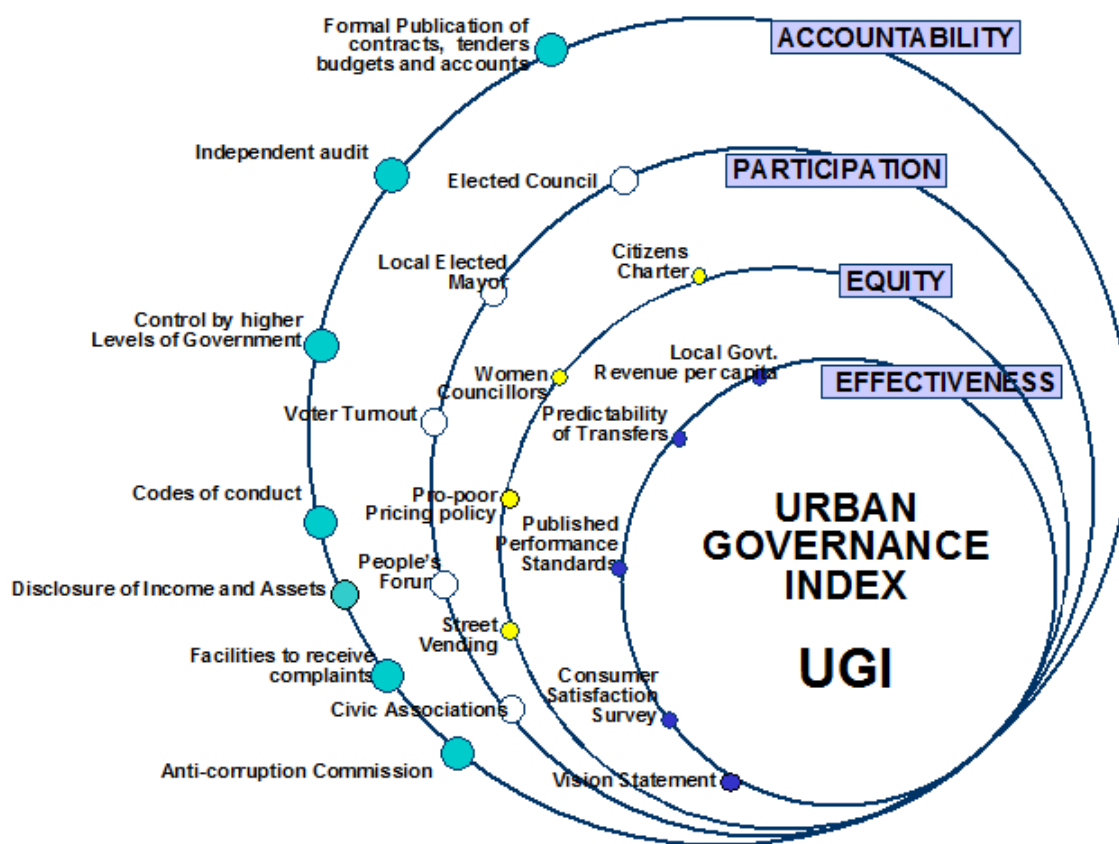 Formal Publication of
contracts, tenders
budgets and accounts
ACCOUNTABILITY
Independent audit
Elected Council
PARTICIPATION
Local Elected
Mayor
Citizens
Charter
EQUITY
Control by higher
Levels of Government
Women
Councillors
Local Govt.
Revenue per capita
EFFECTIVENESS
Voter Turnout
Predictability
of Transfers
Codes of conduct
Pro-poor
Pricing policy
Published
Performance
Standards
URBAN
GOVERNANCE
INDEX
UGI
Disclosure of Income and Assets
People's
Forum
Street
Vending
Facilities to receive
complaints
Civic Associations
Consumer
Satisfaction
Survey
Anti-corruption Commission
Vision Statement